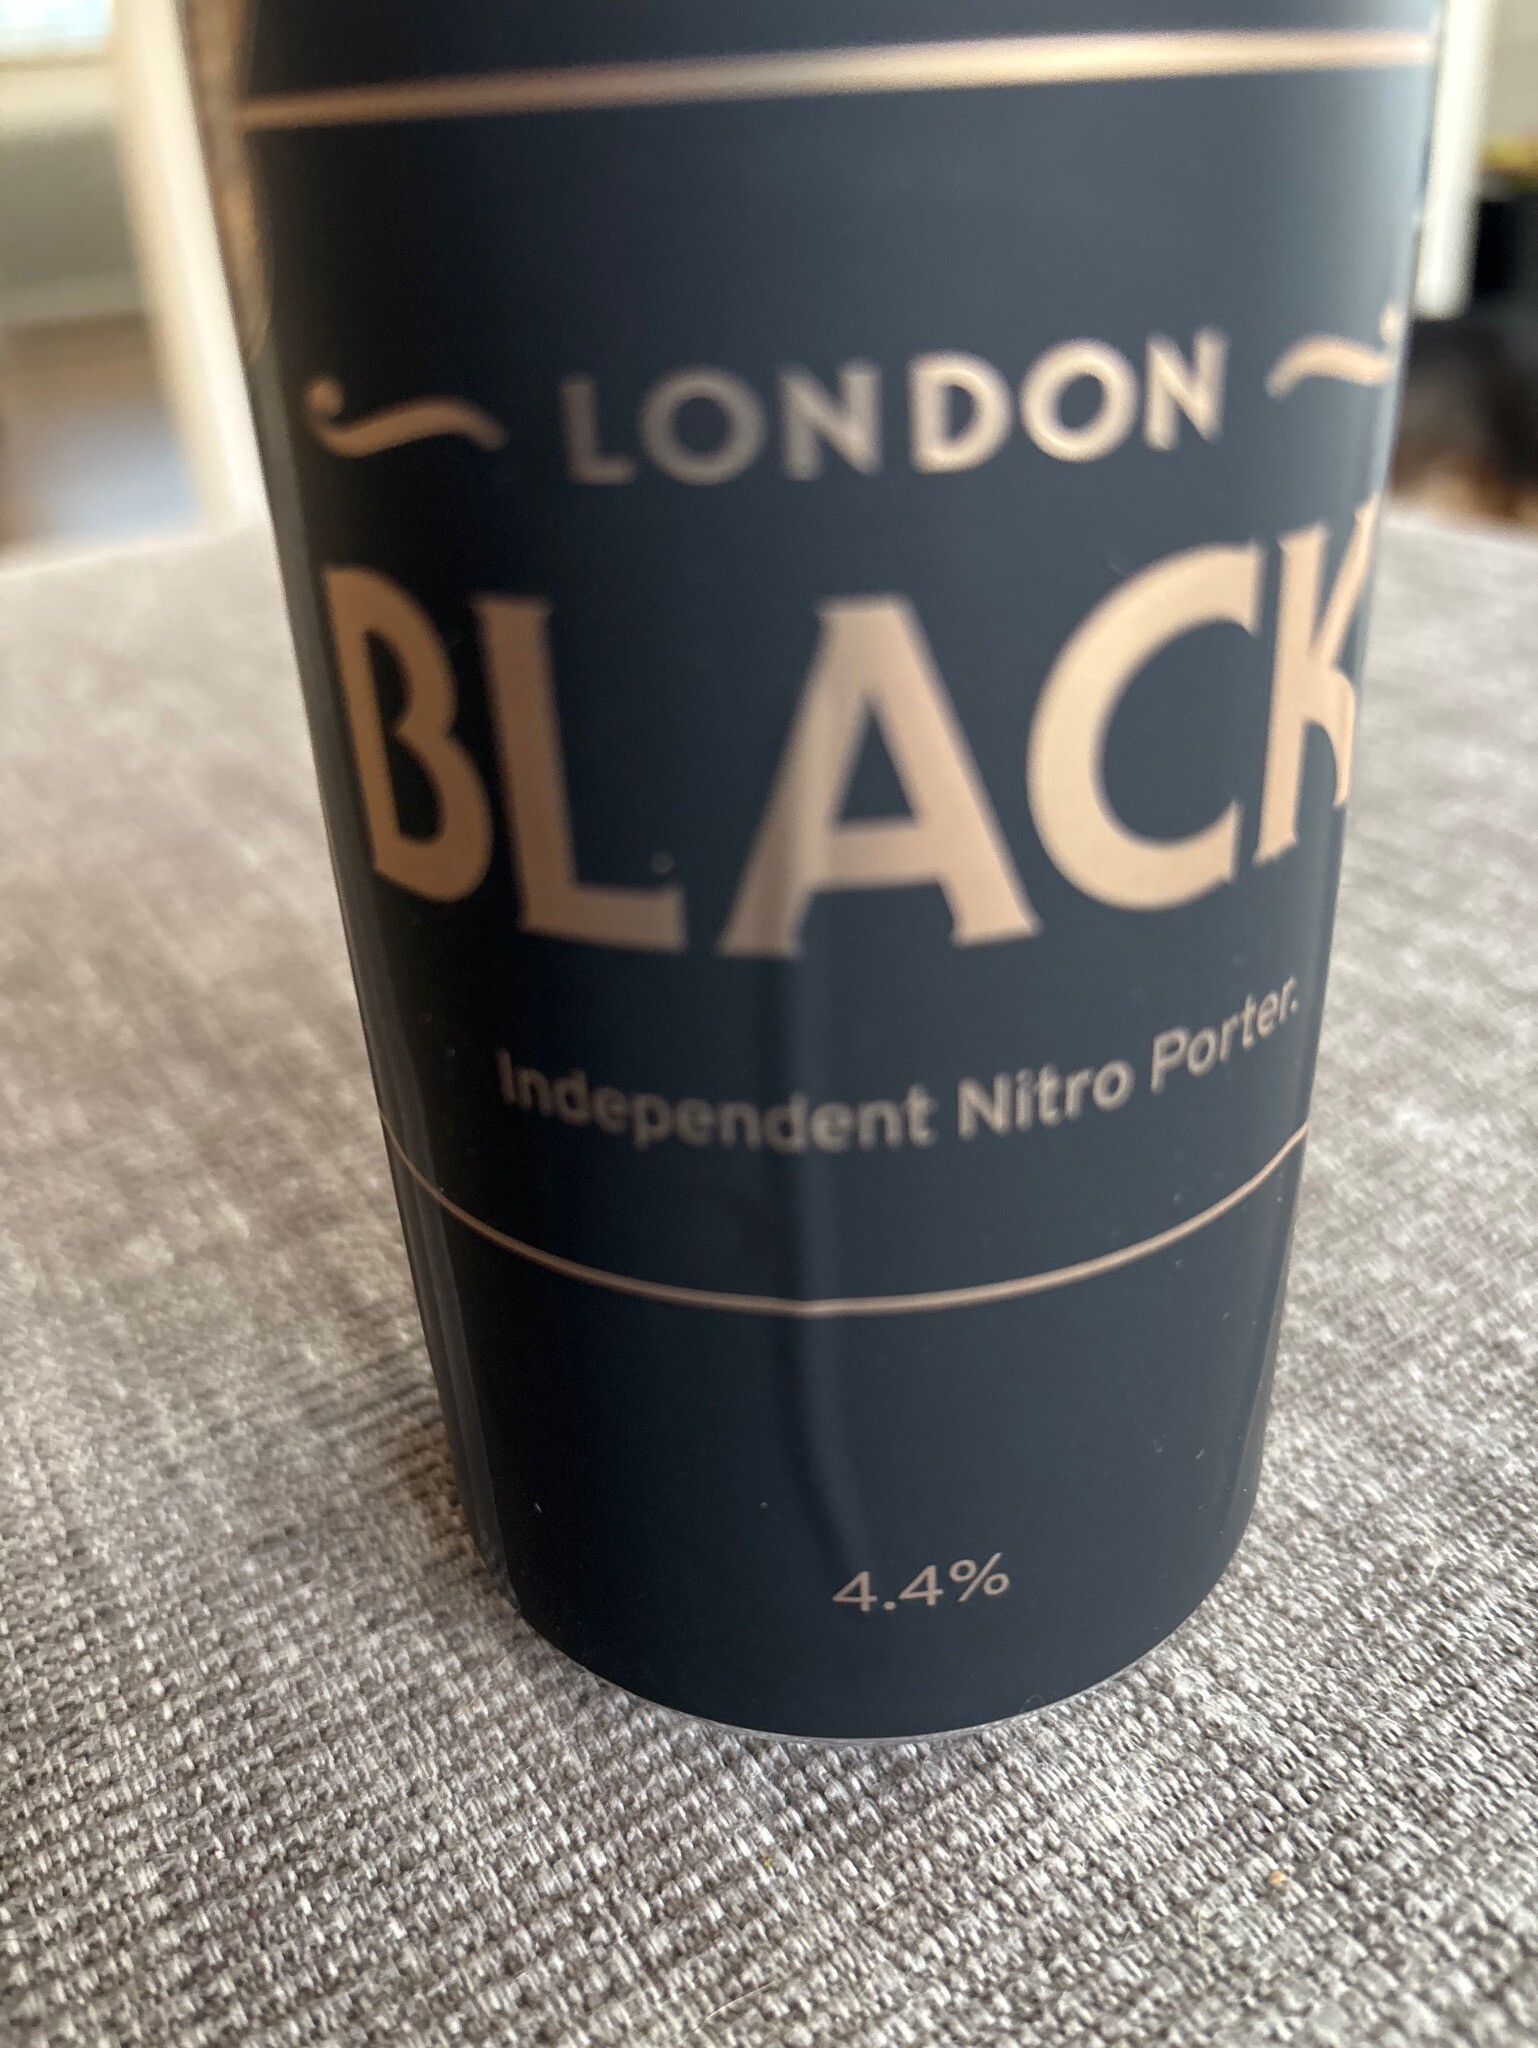 LONDON
BLACK
Independent Nitro Porter.
4.4%